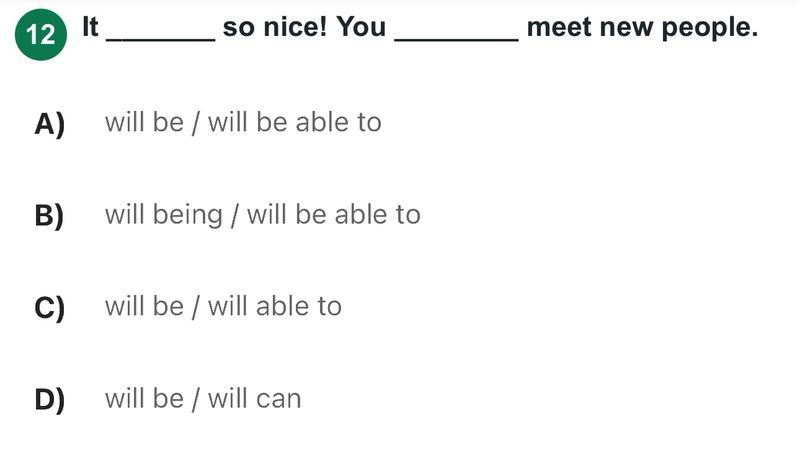 12 It _______ so nice! You ________ meet new people.
A) will be / will be able to
B) will being / will be able to
C) will be / will able to
D) will be / will can